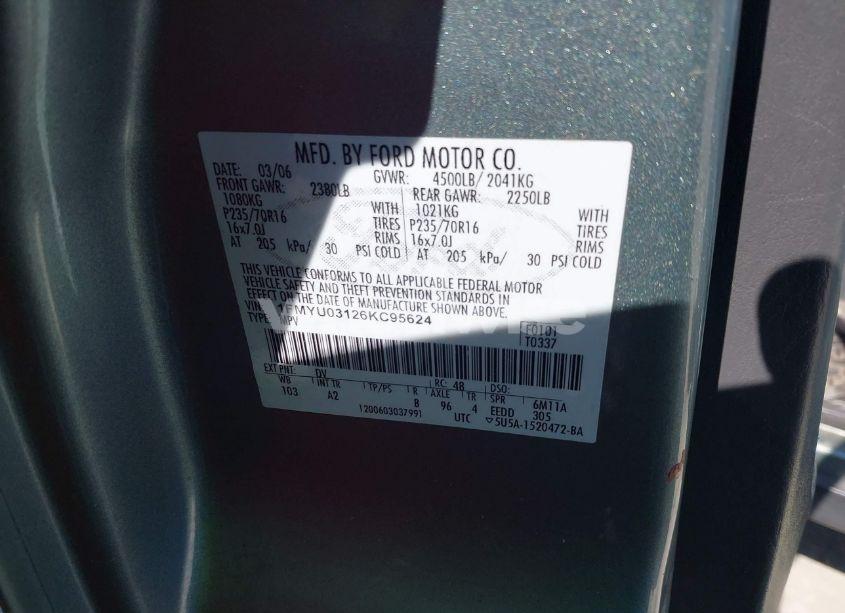 MFD. BY FORD MOTOR CO.
DATE: 03/06 GVWR: 4500LB/ 2041KG
FRONT GAWR: 2380LB REAR GAWR: 2250LB
1080KG WITH 1021KG WITH
P235/70R16 TIRES P235/70R16 TIRES
16x7.0J RIMS 16x7.0J RIMS
AT 205 kPa/ 30 PSI COLD AT 205 kPa/ 30 PSI COLD
THIS VEHICLE CONFORMS TO ALL APPLICABLE FEDERAL MOTOR
VEHICLE SAFETY AND THEFT PREVENTION STANDARDS IN
EFFECT ON THE DATE OF MANUFACTURE SHOWN ABOVE.
VIN: 1FMYU03126KC95624
TYPE: MPV
F0101
T0337
EXT PNT: DV RC: 48 DSO:
WB INT TR TP/PS R AXLE TR SPR 6M11A
103 A2 B 96 4 EEDD 305
1200603037991 UTC ▽5U5A-1520472-BA